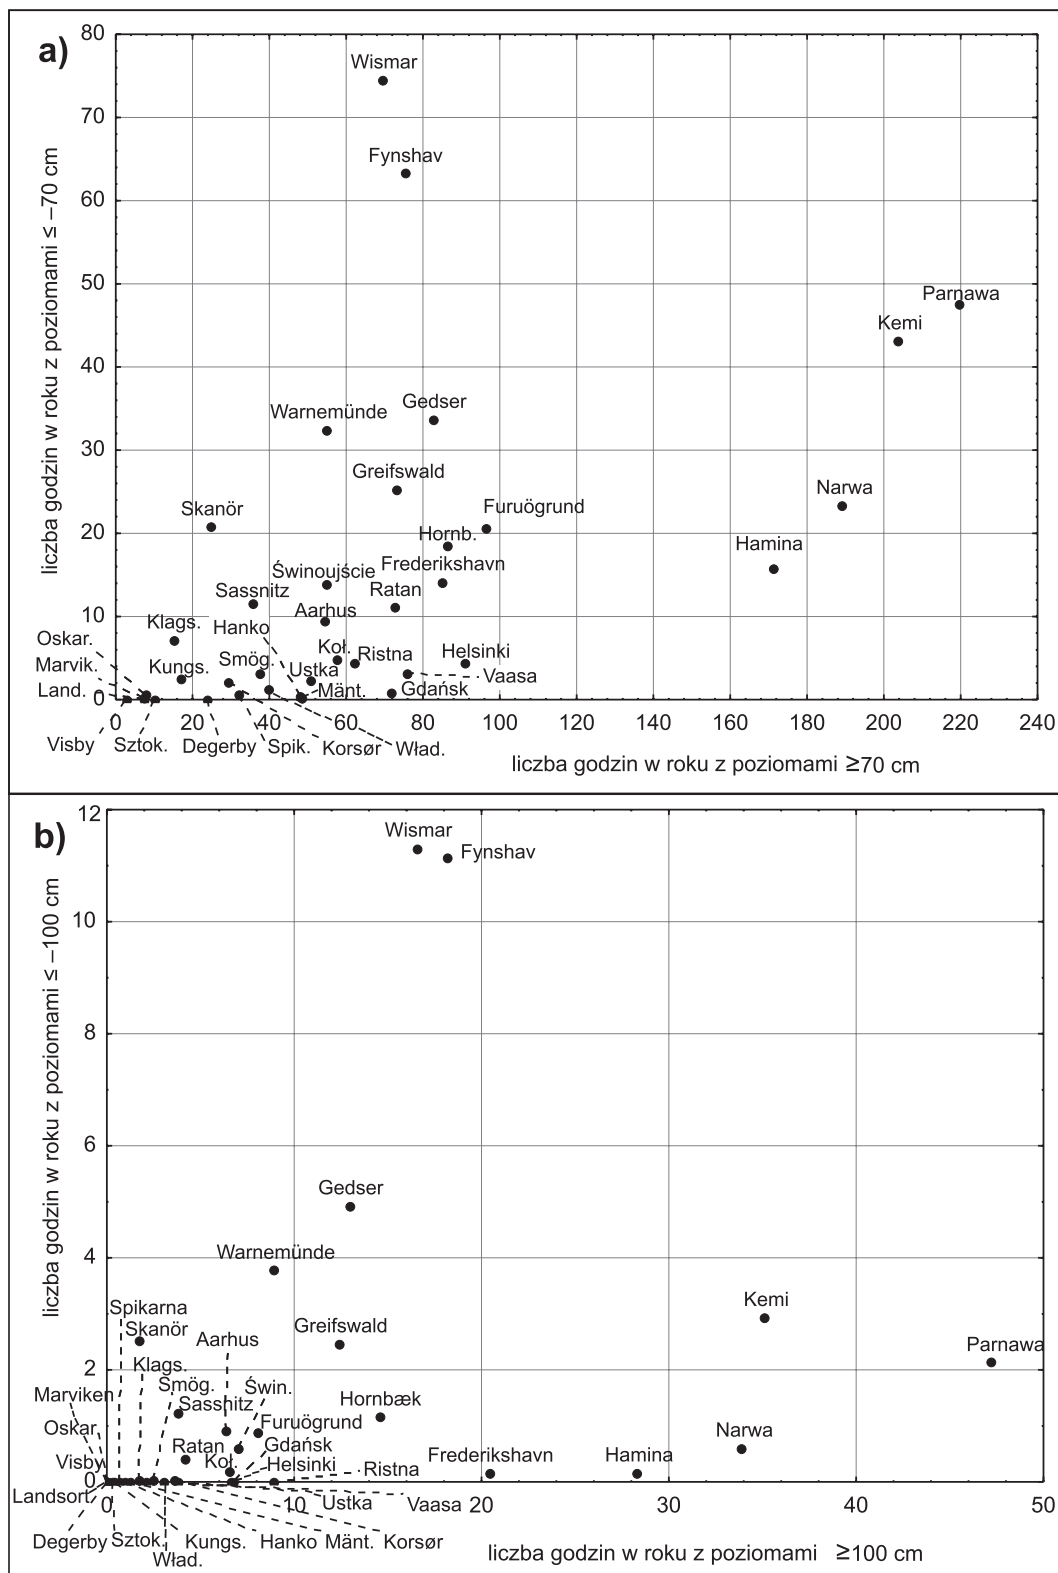 a)
liczba godzin w roku z poziomami ≤ –70 cm
80
70
60
50
40
30
20
10
0
Wismar
Fynshav
Parnawa
Kemi
Gedser
Warnemünde
Greifswald
Narwa
Furuögrund
Skanör
Hornb.
Hamina
Frederikshavn
Świnoujście
Ratan
Sassnitz
Aarhus
Klags.
Hanko
Oskar.
Koł.
Ristna
Helsinki
Marvik.
Kungs.
Smög.
Ustka
Vaasa
Land.
Mänt.
Gdańsk
0 20 40 60 80 100 120 140 160 180 200 220 240
Visby Sztok. Degerby Spik. Korsør Wład.
liczba godzin w roku z poziomami ≥70 cm
b)
liczba godzin w roku z poziomami ≤ –100 cm
12
10
8
6
4
2
0
Wismar
Fynshav
Gedser
Warnemünde
Spikarna
Kemi
Skanör
Greifswald
Aarhus
Parnawa
Klags.
Smög.
Świn.
Marviken
Sassnitz
Hornbæk
Oskar.
Furuögrund
Narwa
Ratan
Gdańsk
Visby
Koł.
Helsinki
Ristna
Frederikshavn
Hamina
Landsort
0 10 20 30 40 50
Ustka
Vaasa
Degerby Sztok. Kungs. Hanko Mänt. Korsør
Wład.
liczba godzin w roku z poziomami ≥100 cm